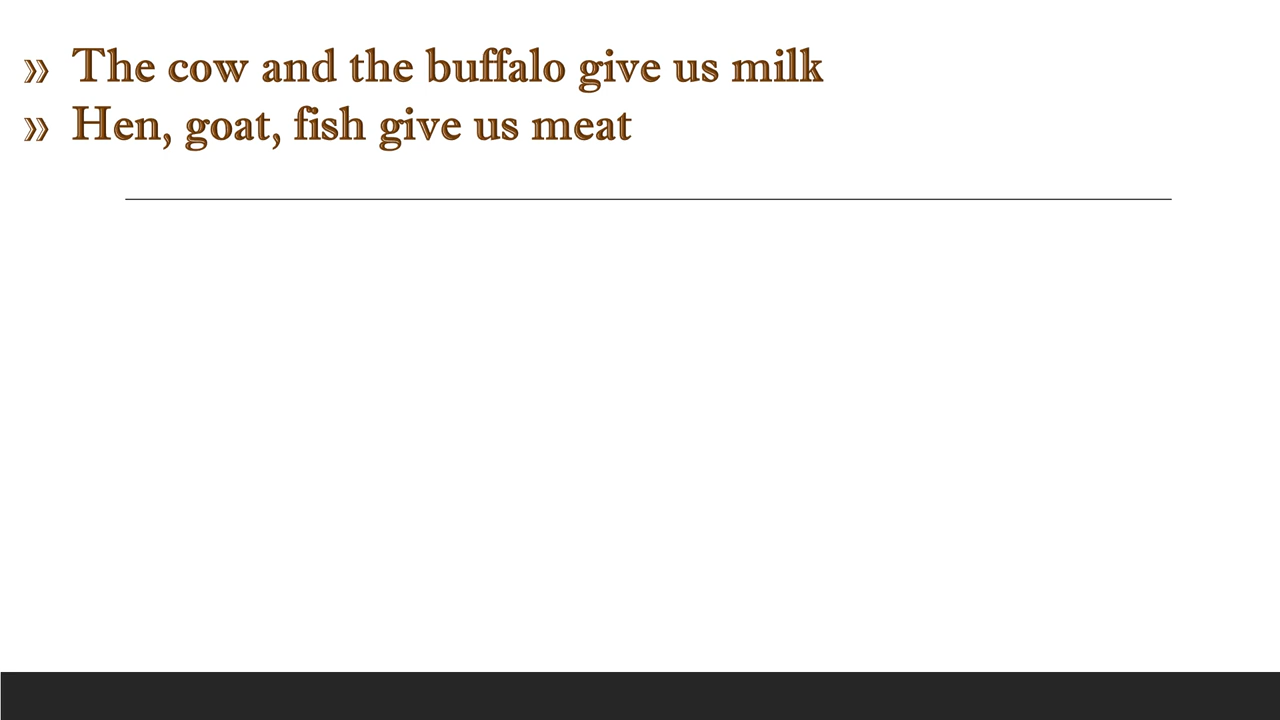 » The cow and the buffalo give us milk
» Hen, goat, fish give us meat